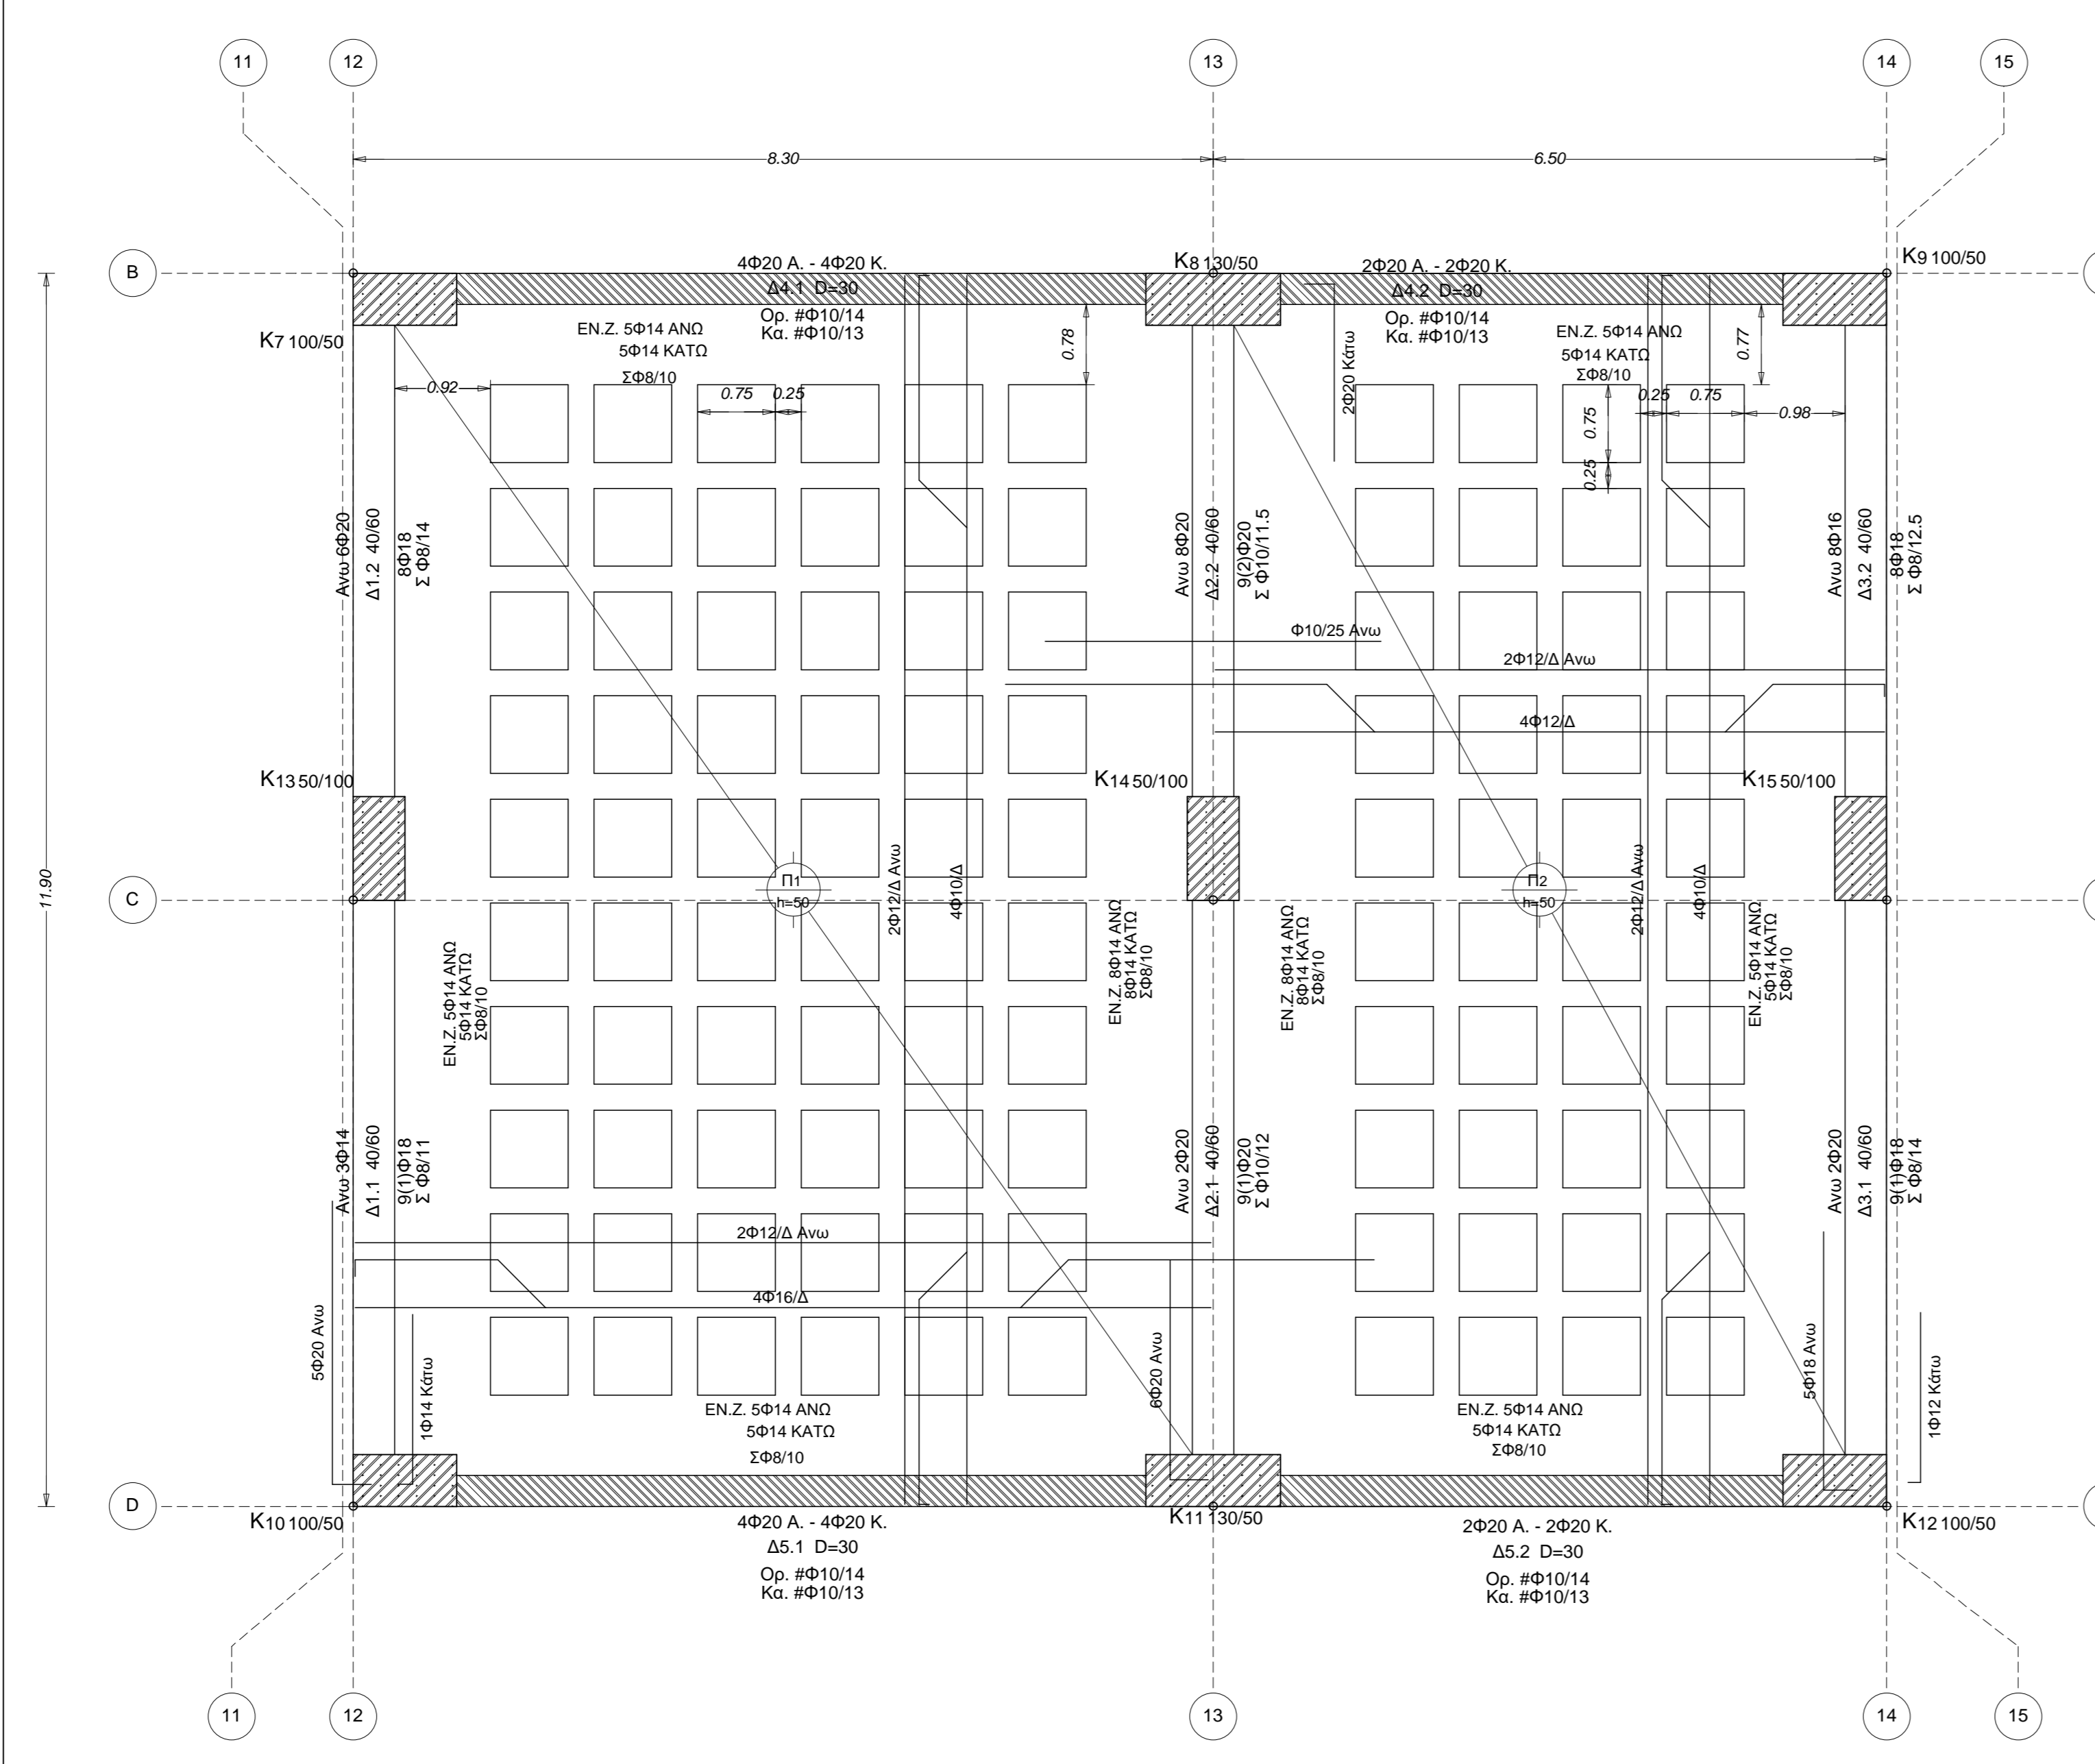 11
12
13
14
15
8.30
6.50
B
4Φ20 Α. - 4Φ20 Κ.
Δ4.1 D=30
Ορ. #Φ10/14
Κα. #Φ10/13
K8 130/50
2Φ20 Α. - 2Φ20 Κ.
Δ4.2 D=30
Ορ. #Φ10/14
Κα. #Φ10/13
K9 100/50
K7 100/50
ΕΝ.Ζ. 5Φ14 ΑΝΩ
5Φ14 ΚΑΤΩ
ΣΦ8/10
0.78
2Φ20 Κάτω
ΕΝ.Ζ. 5Φ14 ΑΝΩ
5Φ14 ΚΑΤΩ
ΣΦ8/10
0.77
0.92
0.75
0.25
0.75
0.25
0.25
0.75
0.98
Ανω 6Φ20
Δ1.2 40/60
8Φ18
Σ Φ8/14
Ανω 8Φ20
Δ2.2 40/60
9(2)Φ20
Σ Φ10/11.5
Ανω 8Φ16
Δ3.2 40/60
8Φ18
Σ Φ8/12.5
Φ10/25 Ανω
2Φ12/Δ Ανω
4Φ12/Δ
K13 50/100
K14 50/100
K15 50/100
11.90
C
Π1
h=50
2Φ12/Δ Ανω
4Φ10/Δ
Π2
h=50
2Φ12/Δ Ανω
4Φ10/Δ
ΕΝ.Ζ. 5Φ14 ΑΝΩ
5Φ14 ΚΑΤΩ
ΣΦ8/10
ΕΝ.Ζ. 8Φ14 ΑΝΩ
8Φ14 ΚΑΤΩ
ΣΦ8/10
ΕΝ.Ζ. 8Φ14 ΑΝΩ
8Φ14 ΚΑΤΩ
ΣΦ8/10
ΕΝ.Ζ. 5Φ14 ΑΝΩ
5Φ14 ΚΑΤΩ
ΣΦ8/10
Ανω 3Φ14
Δ1.1 40/60
9(1)Φ18
Σ Φ8/11
Ανω 2Φ20
Δ2.1 40/60
9(1)Φ20
Σ Φ10/12
Ανω 2Φ20
Δ3.1 40/60
9(1)Φ18
Σ Φ8/14
2Φ12/Δ Ανω
4Φ16/Δ
5Φ20 Ανω
1Φ14 Κάτω
6Φ20 Ανω
5Φ18 Ανω
1Φ12 Κάτω
ΕΝ.Ζ. 5Φ14 ΑΝΩ
5Φ14 ΚΑΤΩ
ΣΦ8/10
ΕΝ.Ζ. 5Φ14 ΑΝΩ
5Φ14 ΚΑΤΩ
ΣΦ8/10
D
K10 100/50
4Φ20 Α. - 4Φ20 Κ.
Δ5.1 D=30
Ορ. #Φ10/14
Κα. #Φ10/13
K11 130/50
2Φ20 Α. - 2Φ20 Κ.
Δ5.2 D=30
Ορ. #Φ10/14
Κα. #Φ10/13
K12 100/50
11
12
13
14
15